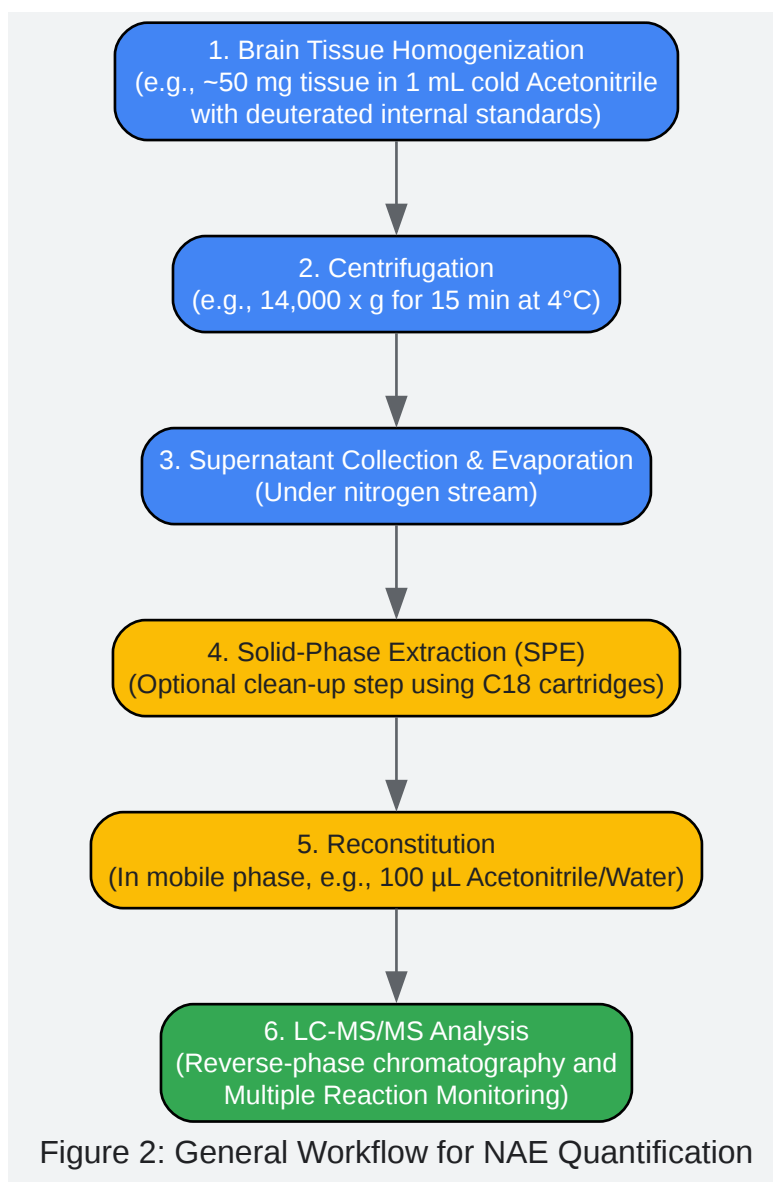 1. Brain Tissue Homogenization
(e.g., ~50 mg tissue in 1 mL cold Acetonitrile
with deuterated internal standards)
2. Centrifugation
(e.g., 14,000 x g for 15 min at 4°C)
3. Supernatant Collection & Evaporation
(Under nitrogen stream)
4. Solid-Phase Extraction (SPE)
(Optional clean-up step using C18 cartridges)
5. Reconstitution
(In mobile phase, e.g., 100 µL Acetonitrile/Water)
6. LC-MS/MS Analysis
(Reverse-phase chromatography and
Multiple Reaction Monitoring)
Figure 2: General Workflow for NAE Quantification